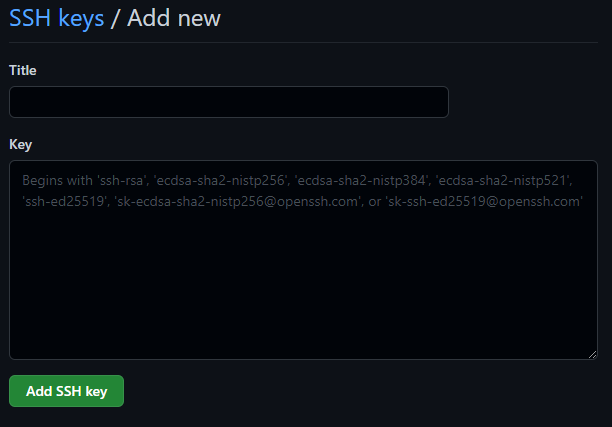 SSH keys / Add new
Title
Key
Begins with 'ssh-rsa', 'ecdsa-sha2-nistp256', 'ecdsa-sha2-nistp384', 'ecdsa-sha2-nistp521',
'ssh-ed25519', 'sk-ecdsa-sha2-nistp256@openssh.com', or 'sk-ssh-ed25519@openssh.com'
Add SSH key